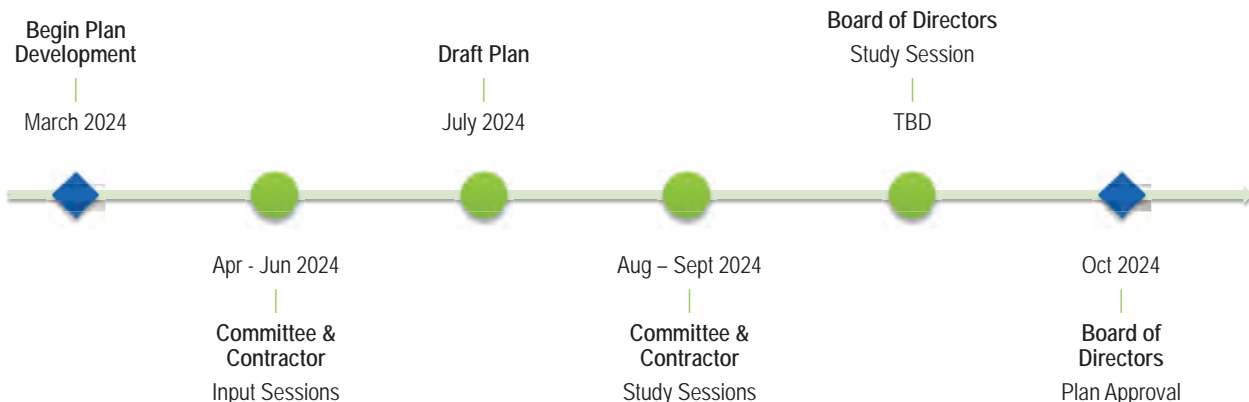 Begin Plan
Development
March 2024
Apr - Jun 2024
Committee &
Contractor
Input Sessions
Draft Plan
July 2024
Aug – Sept 2024
Committee &
Contractor
Study Sessions
Board of Directors
Study Session
TBD
Oct 2024
Board of
Directors
Plan Approval